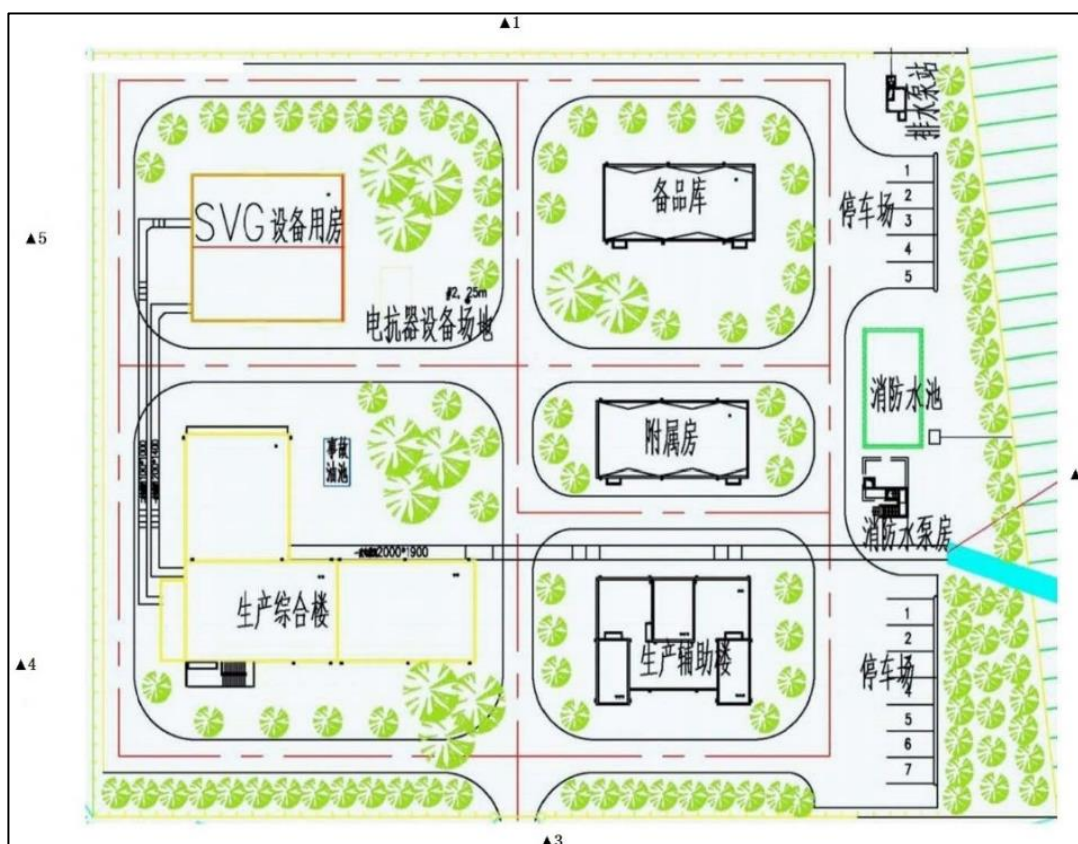 ▲1
排水泵站
1
2
停车场
3
4
5
备品库
SVG设备用房
▲5
电抗器设备场地
消防水池
附属房
事故
油池
▲
消防水泵房
2000*1900
生产综合楼
生产辅助楼
1
2
停车场
4
5
6
7
▲4
▲3